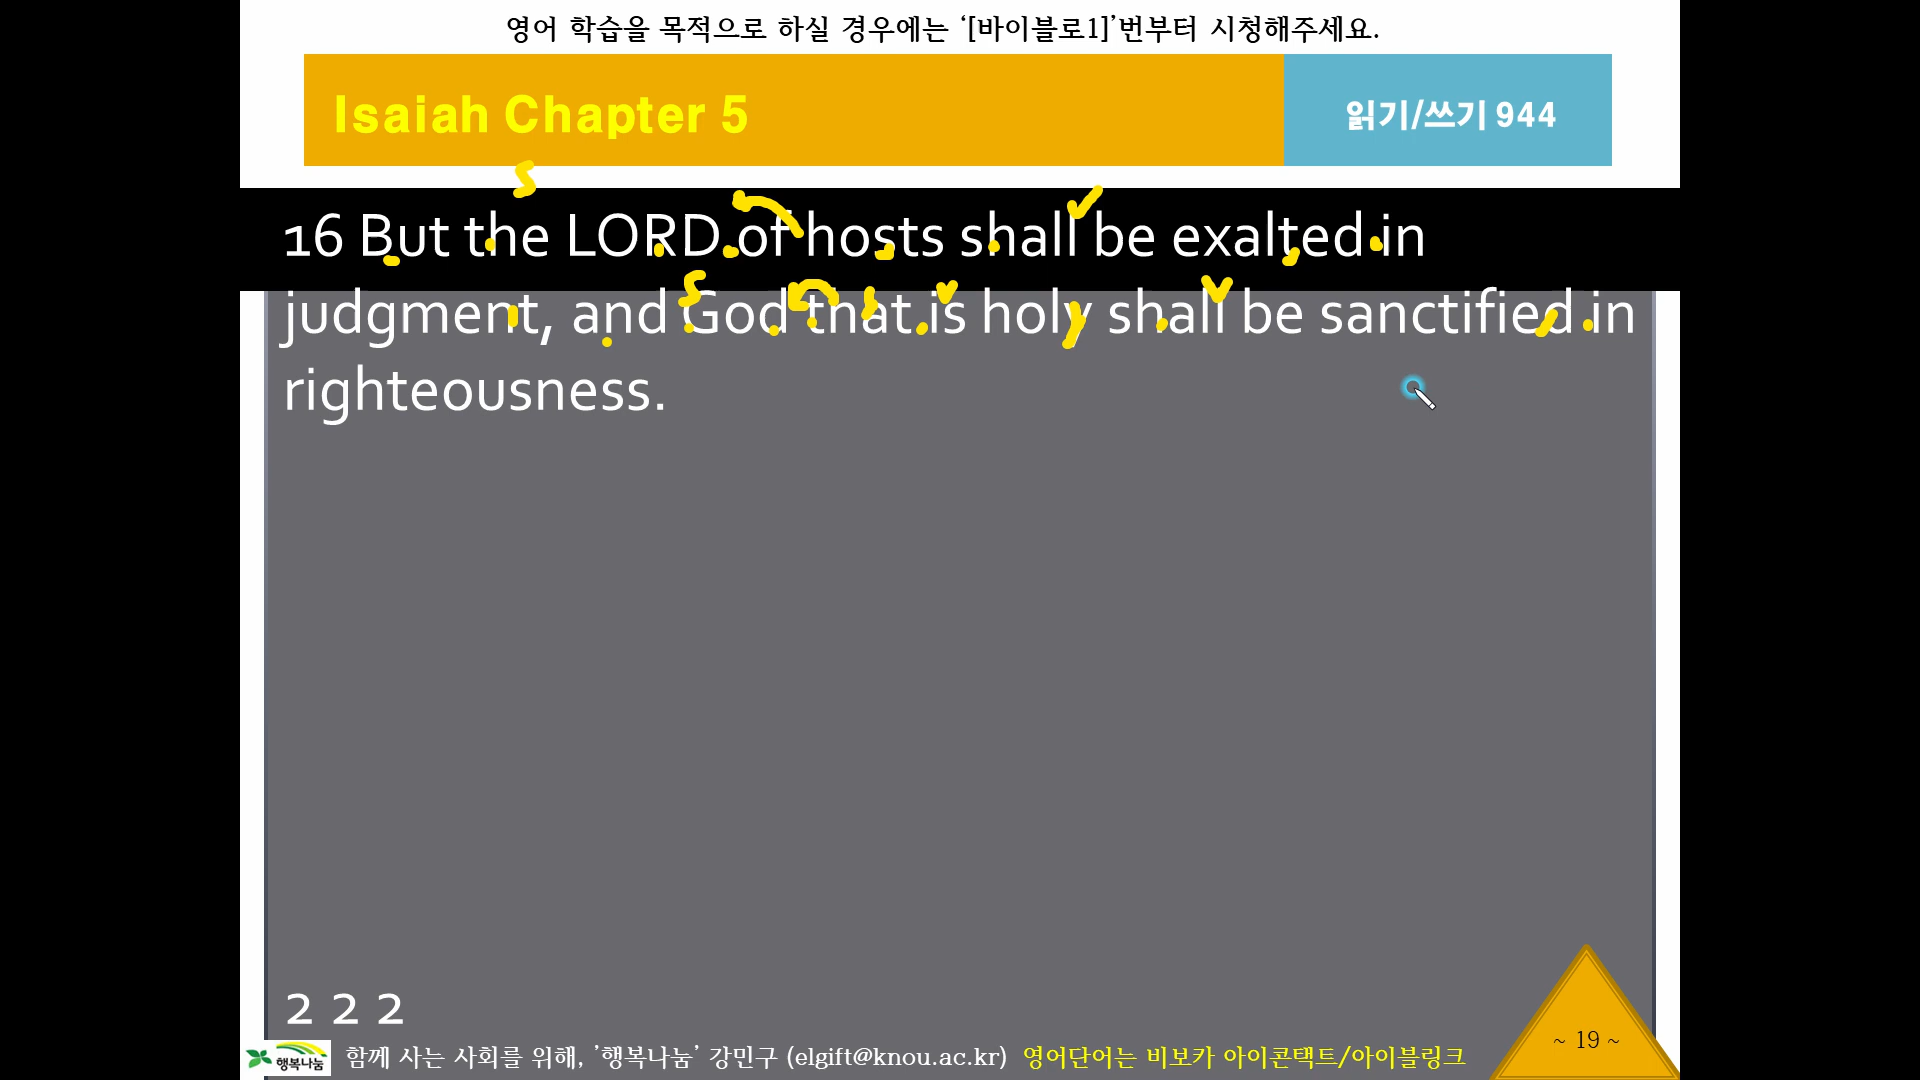 영어 학습을 목적으로 하실 경우에는 ‘[바이블로1]’번부터 시청해주세요.
Isaiah Chapter 5
읽기/쓰기 944
16 But the LORD of hosts shall be exalted in
judgment, and God that is holy shall be sanctified in
righteousness.
2 2 2
행복나눔
함께 사는 사회를 위해, ’행복나눔’ 강민구 (elgift@knou.ac.kr) 영어단어는 비보카 아이콘택트/아이블링크
~ 19 ~